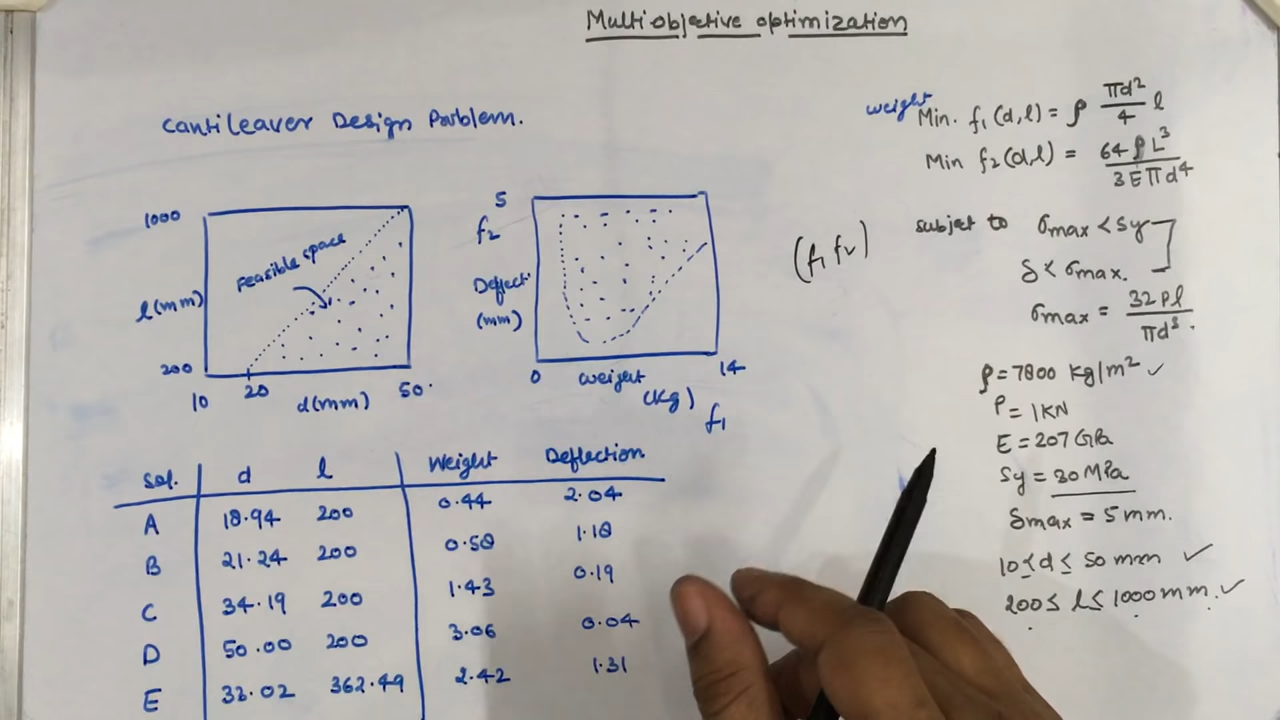 Multiobjective optimization
Cantileaver Design Problem.
1000
l(mm)
200
Feasible space
10
20
d(mm)
50.
5
f₂
Deflect.
(mm)
0
weight
(kg)
14
f₁
(f₁ f₂)
weight
Min. f₁(d,l) = ρ πd²/4 l
Min f₂(d,l) = 64 ρ L³ / 3Eπd⁴
subject to σmax < Sy
δ < σmax.
σmax = 32Pl / πd³.
ρ = 7800 kg/m² ✓
P = 1KN
E = 207 GPa
Sy = 30 MPa
δmax = 5 mm.
10 ≤ d ≤ 50 mm ✓
200 ≤ l ≤ 1000 mm. ✓
Sol. d l Weight Deflection
A 18.94 200 0.44 2.04
B 21.24 200 0.58 1.18
C 34.19 200 1.43 0.19
D 50.00 200 3.06 0.04
E 33.02 362.49 2.42 1.31